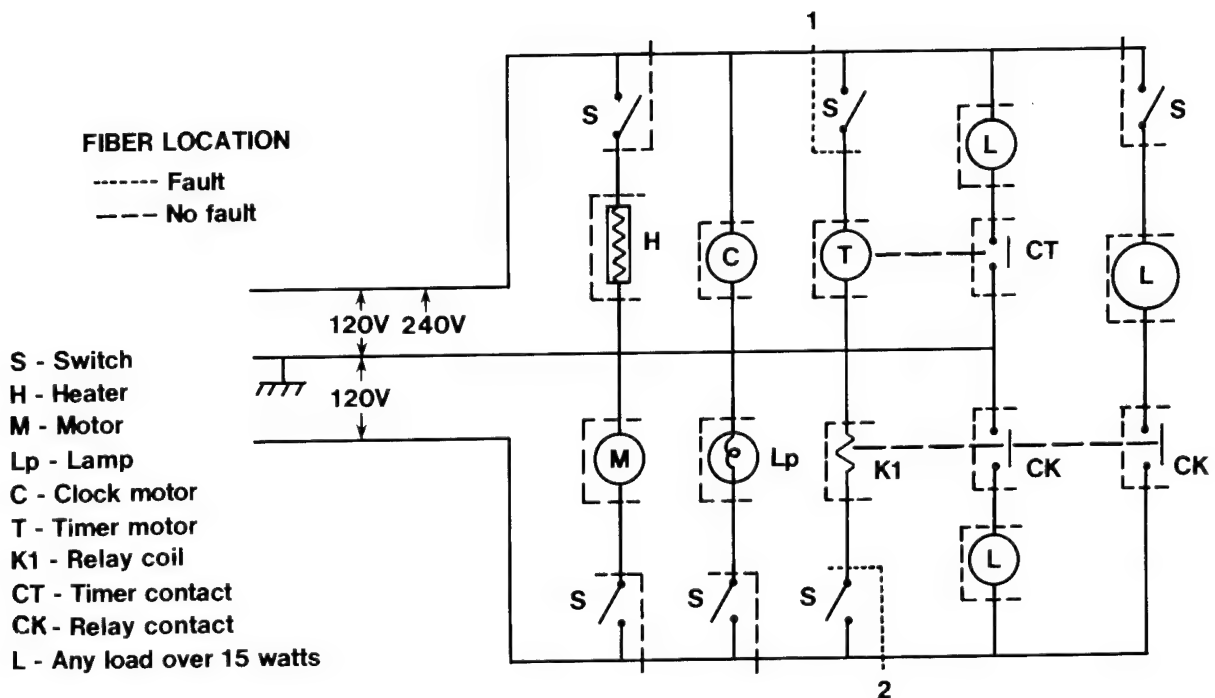 FIBER LOCATION
Fault
No fault
120V 240V
120V
S - Switch
H - Heater
M - Motor
Lp - Lamp
C - Clock motor
T - Timer motor
K1 - Relay coil
CT - Timer contact
CK - Relay contact
L - Any load over 15 watts
1
S
S
L
S
H
C
T
CT
L
M
Lp
K1
CK
CK
S
S
S
L
2